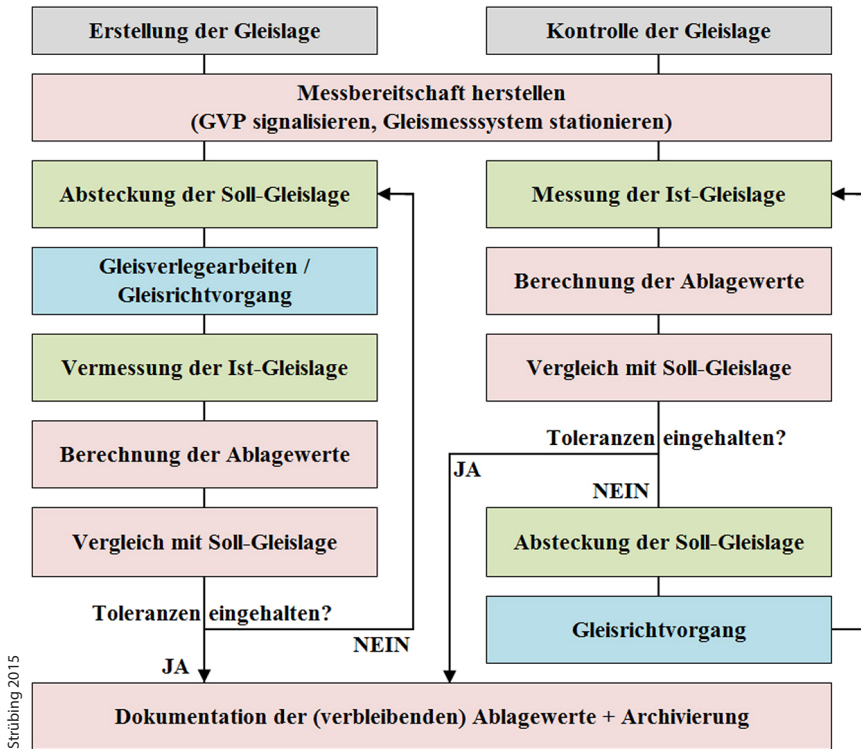 Erstellung der Gleislage
Kontrolle der Gleislage
Messbereitschaft herstellen
(GVP signalisieren, Gleismesssystem stationieren)
Absteckung der Soll-Gleislage
Gleisverlegearbeiten /
Gleisrichtvorgang
Vermessung der Ist-Gleislage
Berechnung der Ablagewerte
Vergleich mit Soll-Gleislage
Toleranzen eingehalten?
NEIN
JA
Messung der Ist-Gleislage
Berechnung der Ablagewerte
Vergleich mit Soll-Gleislage
Toleranzen eingehalten?
JA
NEIN
Absteckung der Soll-Gleislage
Gleisrichtvorgang
Dokumentation der (verbleibenden) Ablagewerte + Archivierung
Strübing 2015